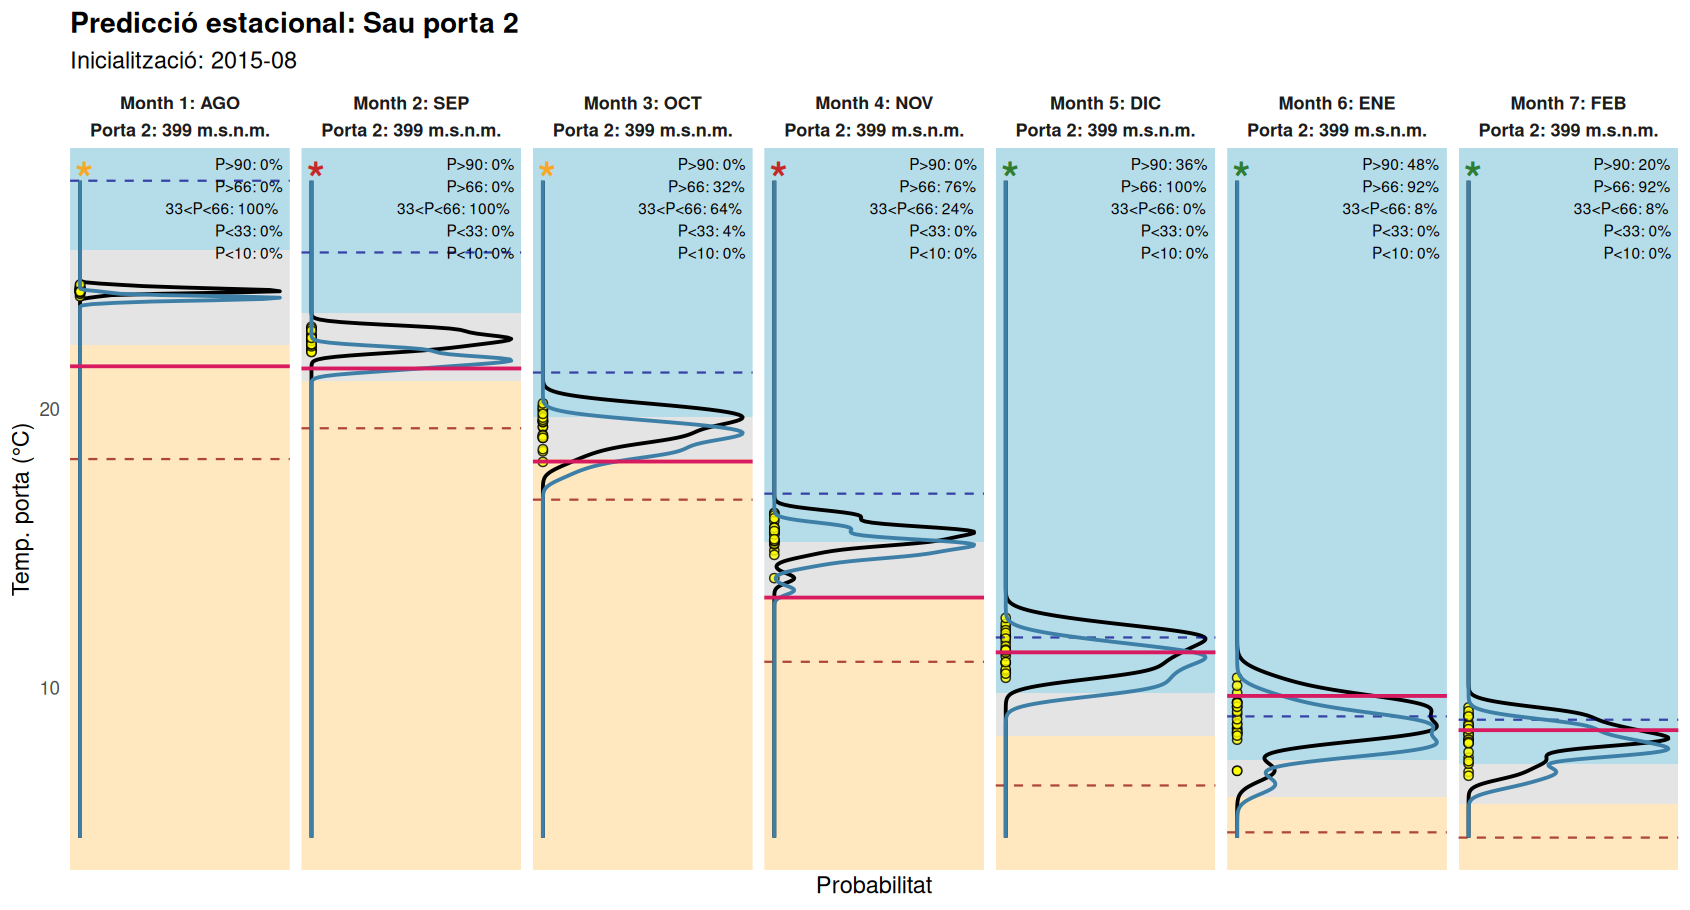 Predicció estacional: Sau porta 2
Inicialització: 2015-08
Month 1: AGO
Porta 2: 399 m.s.n.m.
Month 2: SEP
Porta 2: 399 m.s.n.m.
Month 3: OCT
Porta 2: 399 m.s.n.m.
Month 4: NOV
Porta 2: 399 m.s.n.m.
Month 5: DIC
Porta 2: 399 m.s.n.m.
Month 6: ENE
Porta 2: 399 m.s.n.m.
Month 7: FEB
Porta 2: 399 m.s.n.m.
*
P>90: 0%
P>66: 0%
33<P<66: 100%
P<33: 0%
P<10: 0%
*
P>90: 0%
P>66: 0%
33<P<66: 100%
P<33: 0%
P<10: 0%
*
P>90: 0%
P>66: 32%
33<P<66: 64%
P<33: 4%
P<10: 0%
*
P>90: 0%
P>66: 76%
33<P<66: 24%
P<33: 0%
P<10: 0%
*
P>90: 36%
P>66: 100%
33<P<66: 0%
P<33: 0%
P<10: 0%
*
P>90: 48%
P>66: 92%
33<P<66: 8%
P<33: 0%
P<10: 0%
*
P>90: 20%
P>66: 92%
33<P<66: 8%
P<33: 0%
P<10: 0%
20
10
Temp. porta (°C)
Probabilitat